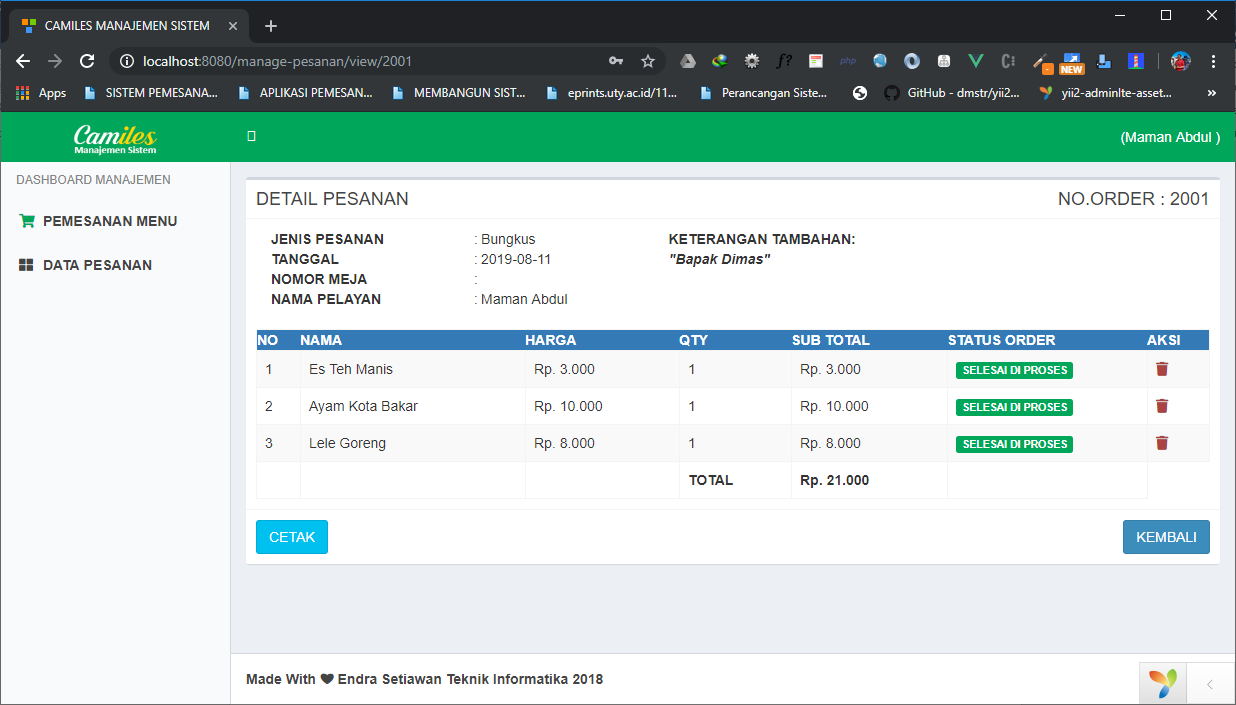 CAMILES MANAJEMEN SISTEM
localhost:8080/manage-pesanan/view/2001
f? php C: NEW
Apps SISTEM PEMESANA... APLIKASI PEMESAN... MEMBANGUN SIST... eprints.uty.ac.id/11... Perancangan Siste... GitHub - dmstr/yii2... yii2-adminlte-asset... »
Camiles
Manajemen Sistem
(Maman Abdul )
DASHBOARD MANAJEMEN
PEMESANAN MENU
DATA PESANAN
DETAIL PESANAN NO.ORDER : 2001
JENIS PESANAN : Bungkus KETERANGAN TAMBAHAN:
TANGGAL : 2019-08-11 "Bapak Dimas"
NOMOR MEJA :
NAMA PELAYAN : Maman Abdul
NO NAMA HARGA QTY SUB TOTAL STATUS ORDER AKSI
1 Es Teh Manis Rp. 3.000 1 Rp. 3.000 SELESAI DI PROSES
2 Ayam Kota Bakar Rp. 10.000 1 Rp. 10.000 SELESAI DI PROSES
3 Lele Goreng Rp. 8.000 1 Rp. 8.000 SELESAI DI PROSES
TOTAL Rp. 21.000
CETAK KEMBALI
Made With ❤ Endra Setiawan Teknik Informatika 2018